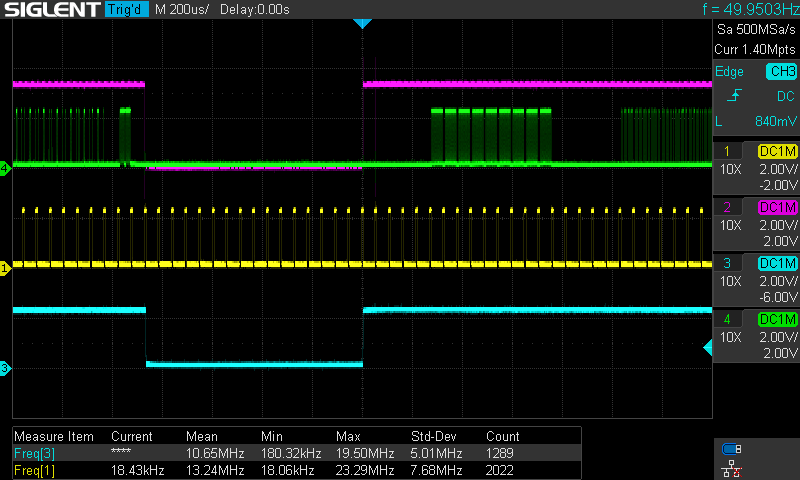 SIGLENT Trig'd M 200us/ Delay:0.00s f = 49.9503Hz
Sa 500MSa/s
Curr 1.40Mpts
Edge CH3
DC
L 840mV
1 DC1M
10X 2.00V/
-2.00V
2 DC1M
10X 2.00V/
2.00V
3 DC1M
10X 2.00V/
-6.00V
4 DC1M
10X 2.00V/
2.00V
4
1
3
Measure Item Current Mean Min Max Std-Dev Count
Freq[3] **** 10.65MHz 180.32kHz 19.50MHz 5.01MHz 1289
Freq[1] 18.43kHz 13.24MHz 18.06kHz 23.29MHz 7.68MHz 2022